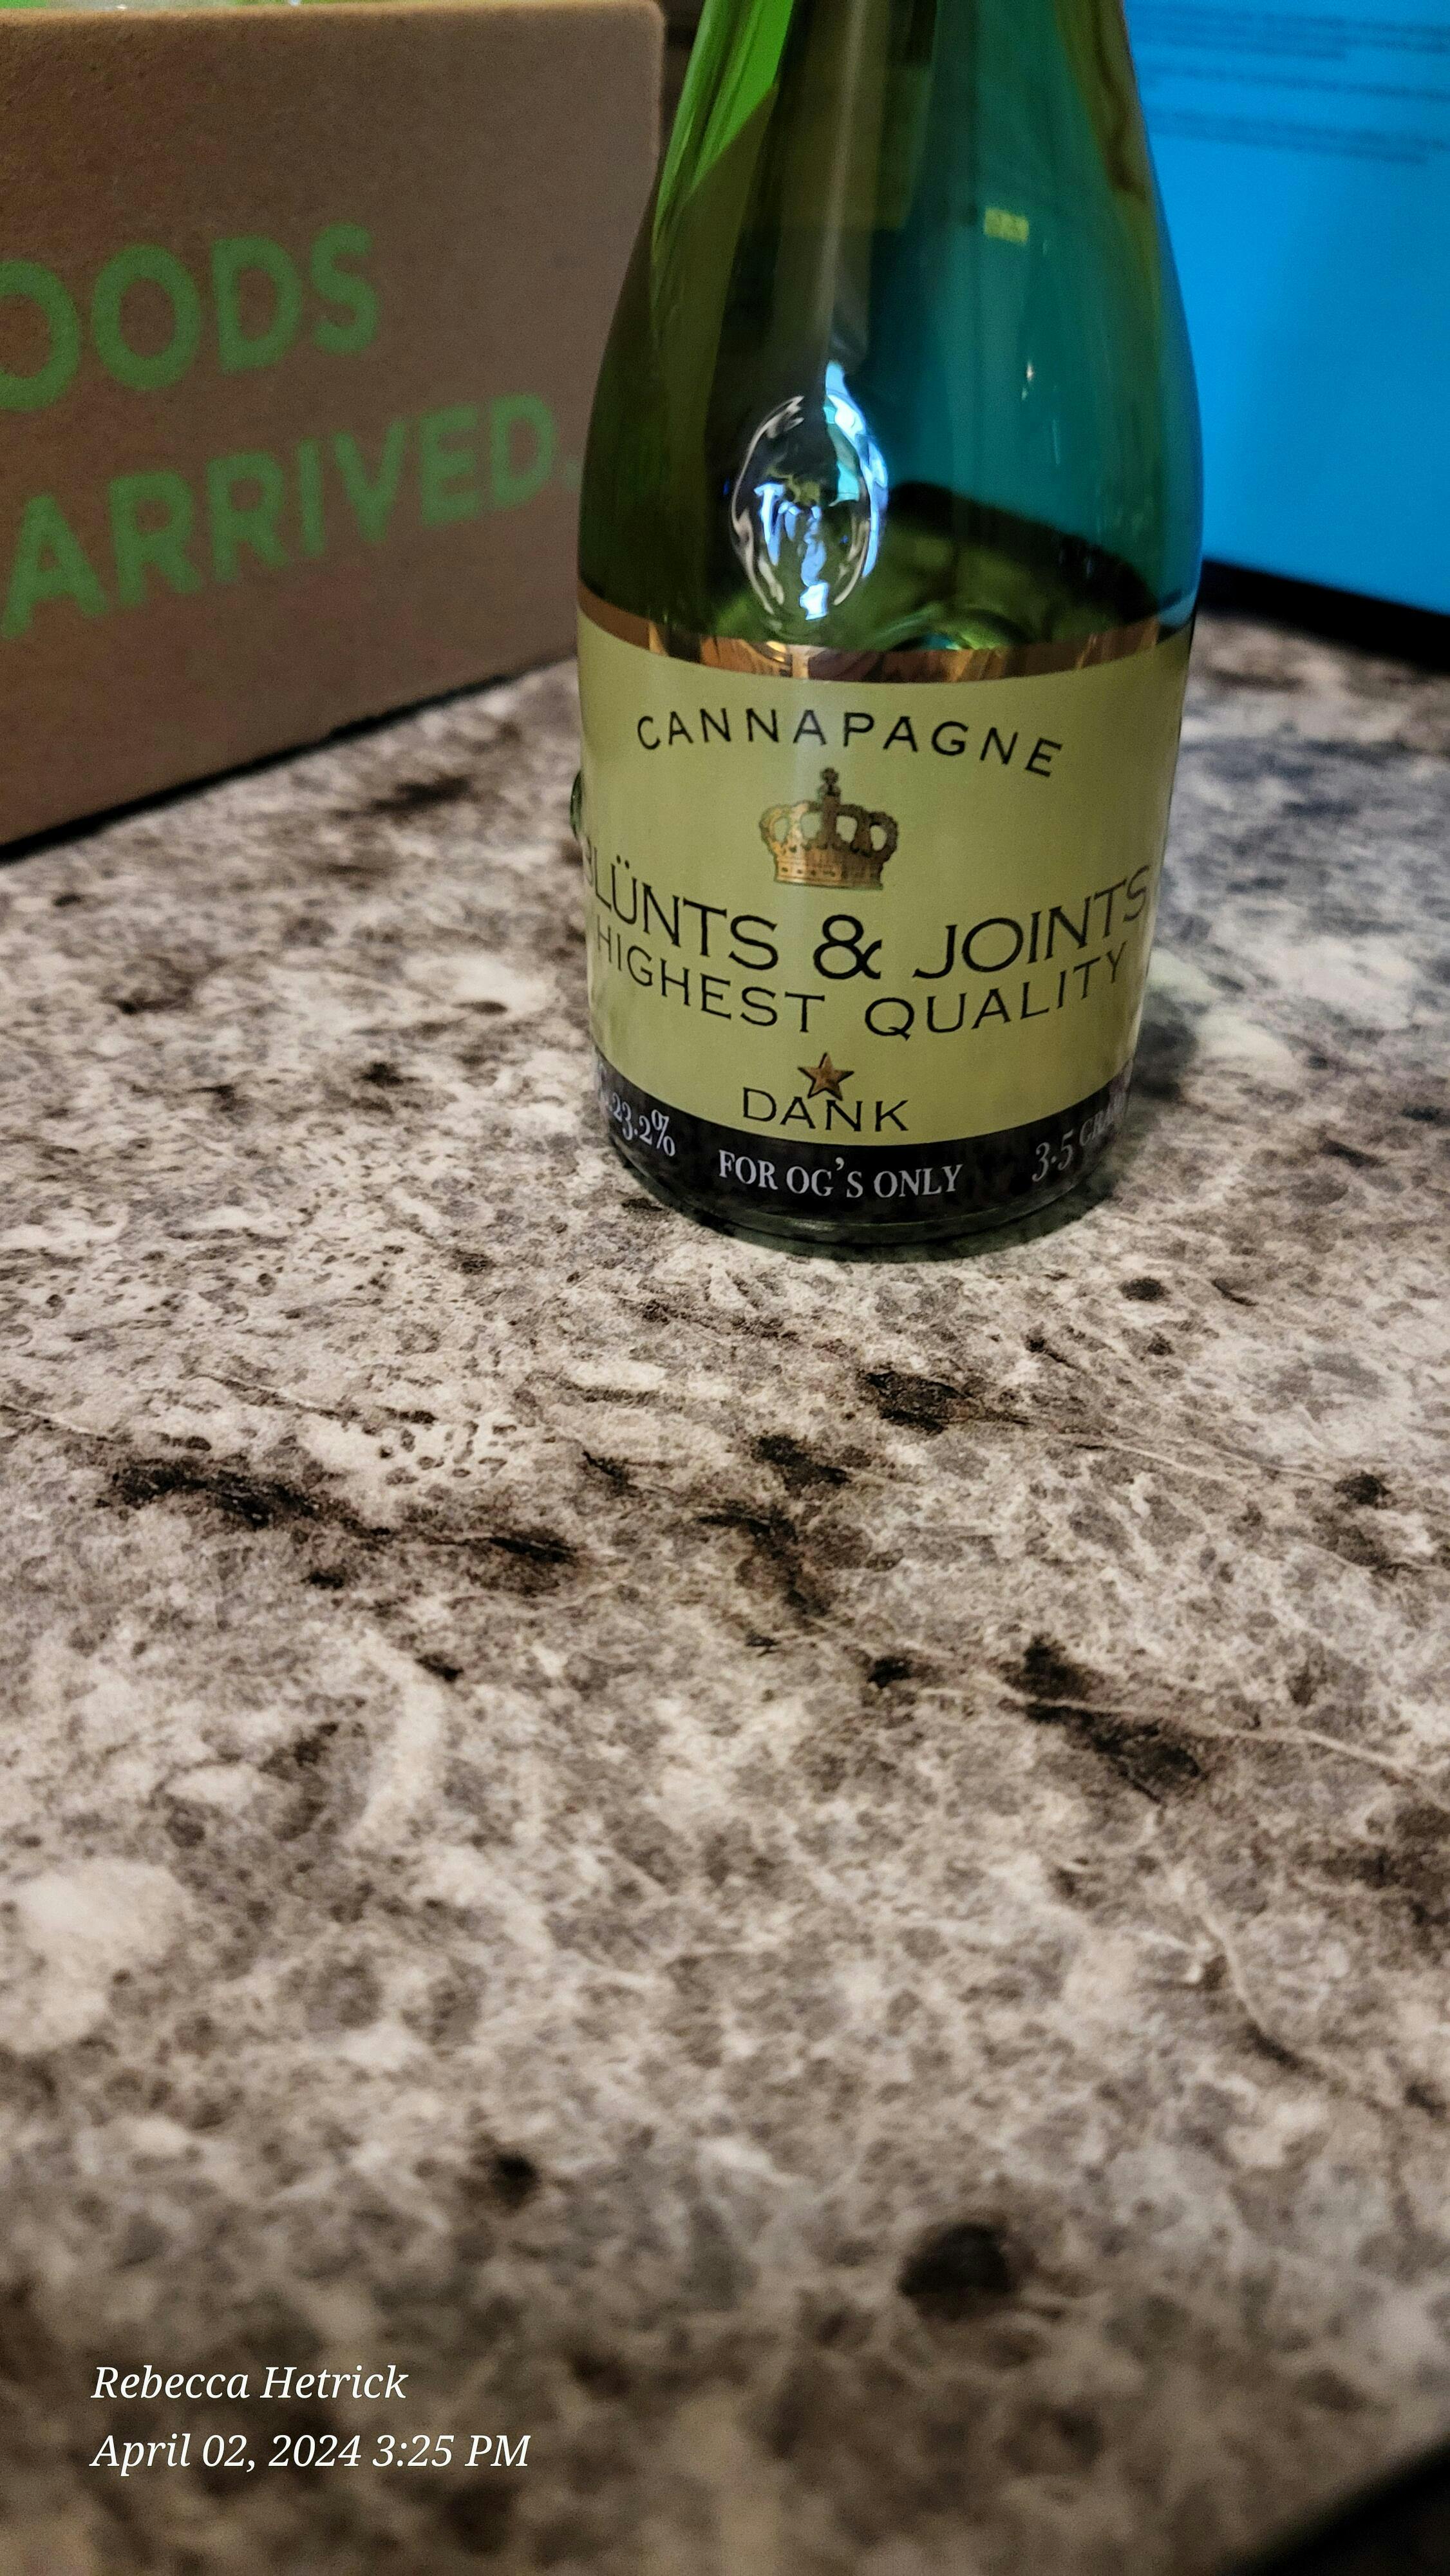 OODS
ARRIVED.
CANNAPAGNE
BLÜNTS & JOINTS
HIGHEST QUALITY
DANK
23.2% FOR OG'S ONLY 3.5
Rebecca Hetrick
April 02, 2024 3:25 PM